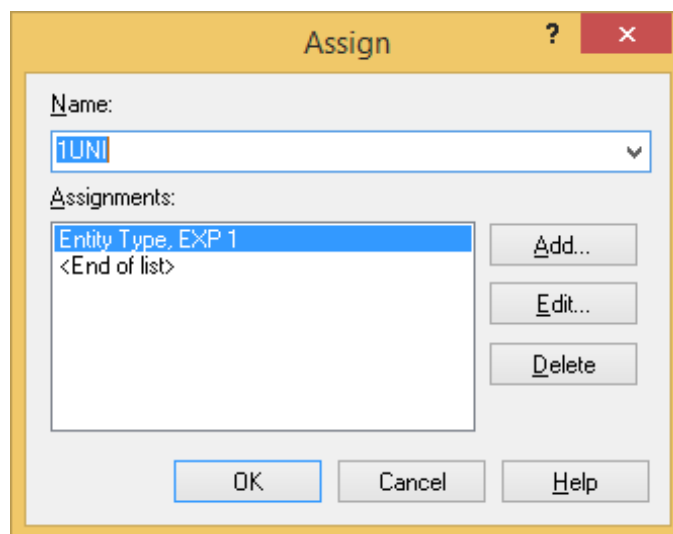 Assign
?
×
Name:
1UNI
Assignments:
Entity Type, EXP 1
<End of list>
Add...
Edit...
Delete
OK
Cancel
Help